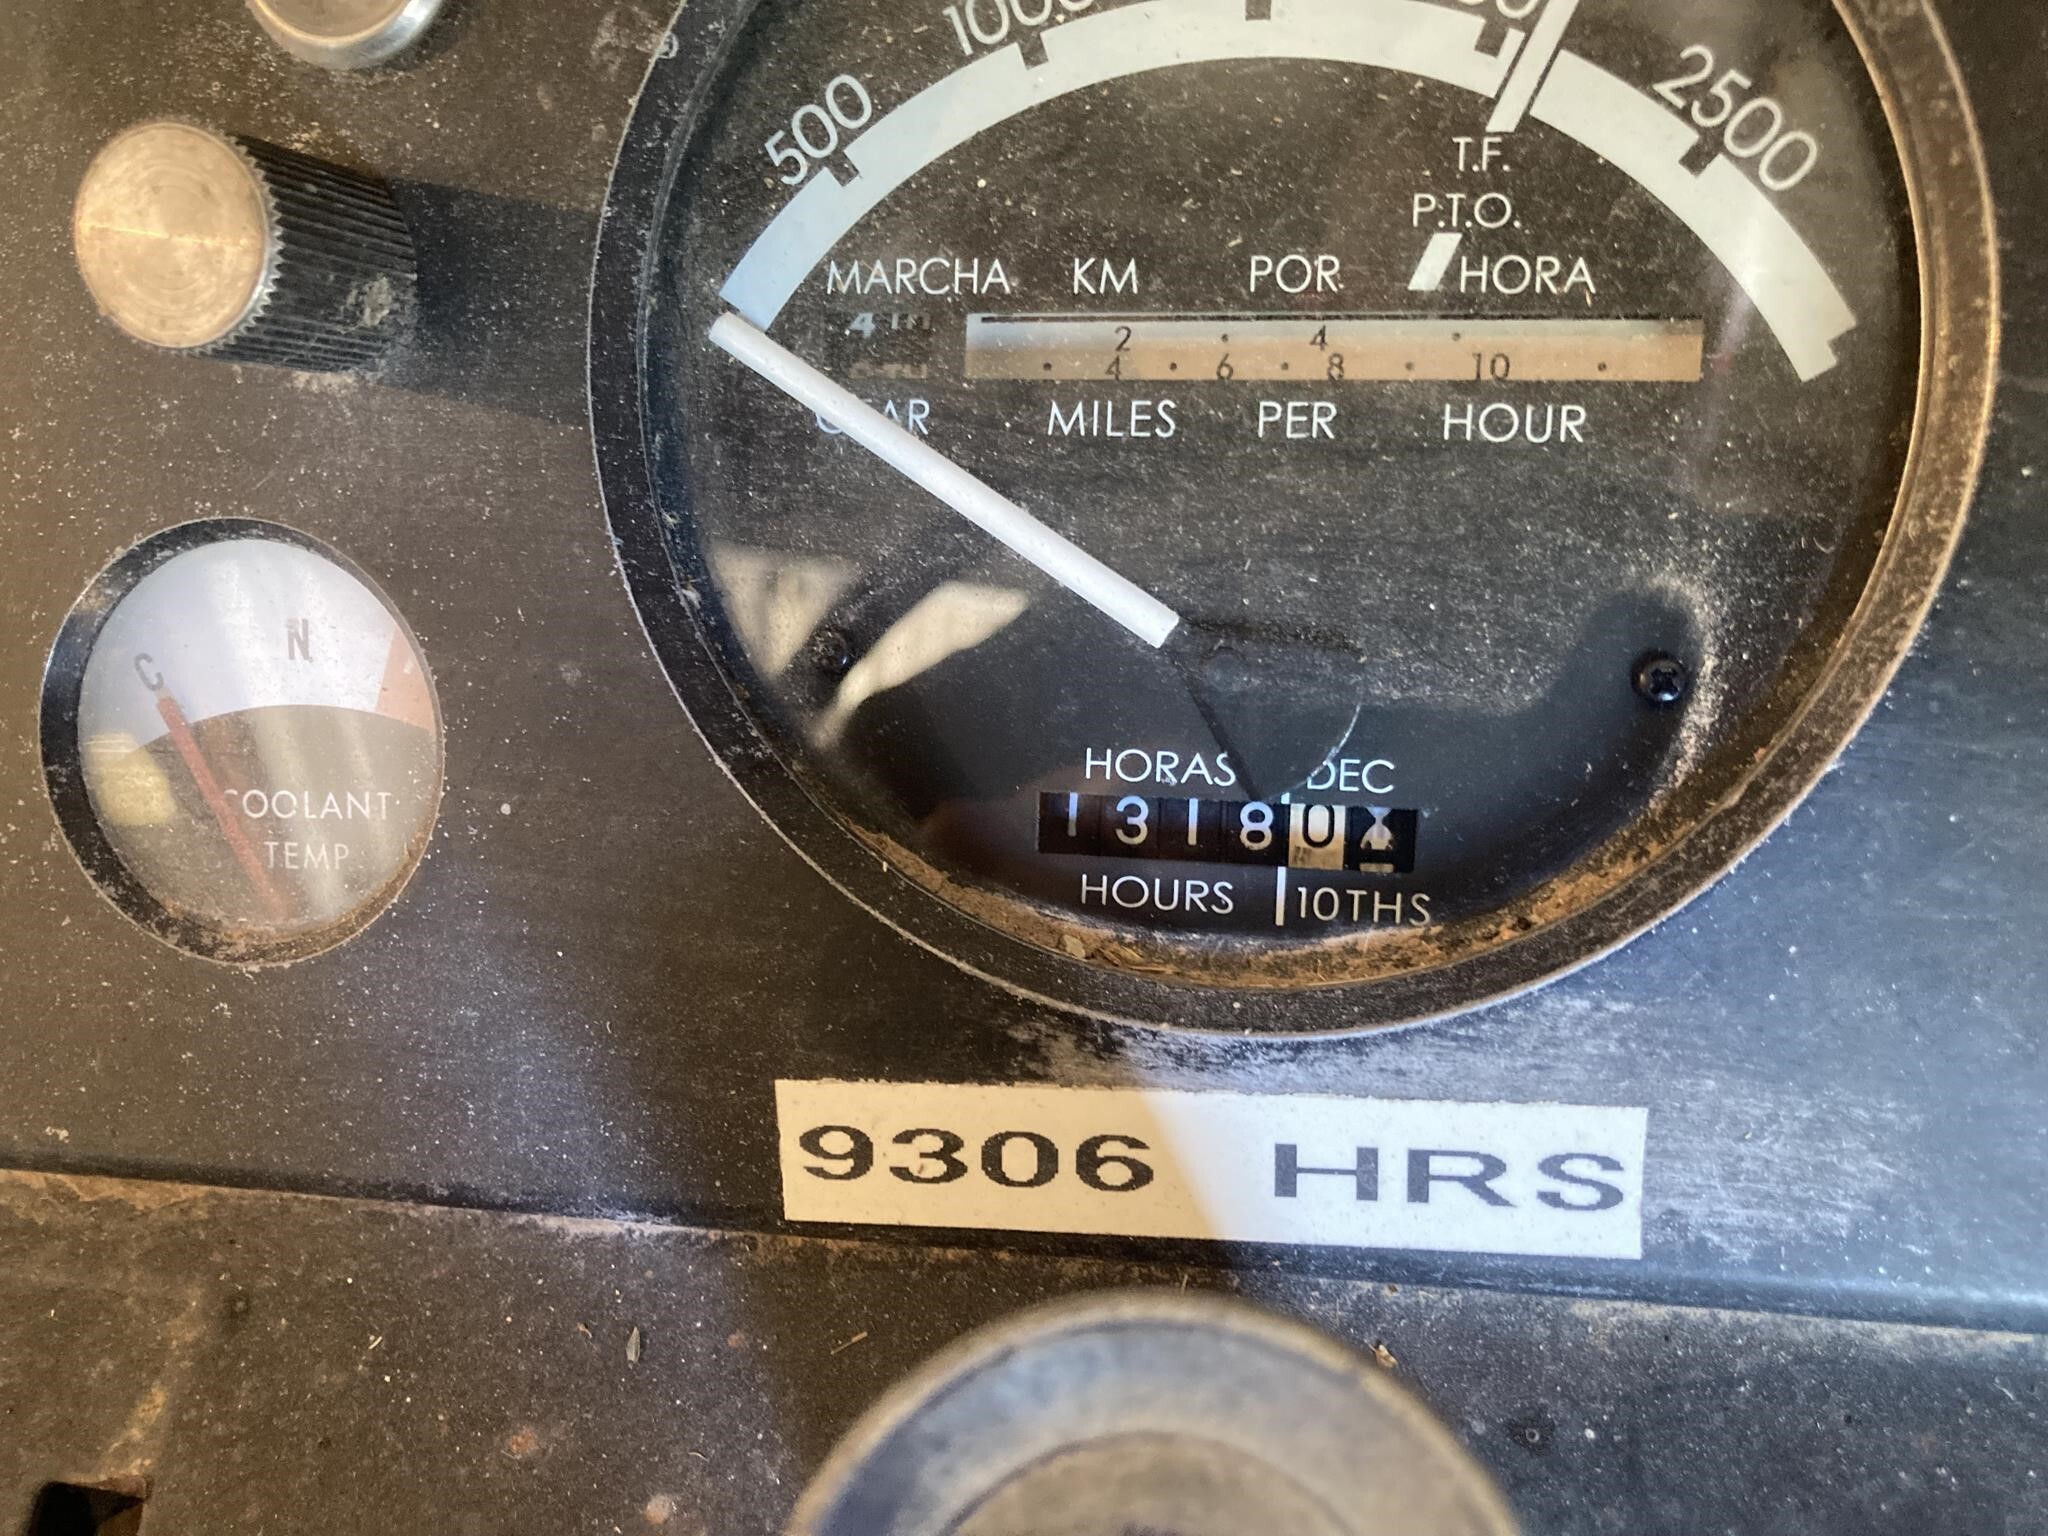 500
2500
T.F.
P.T.O.
MARCHA KM POR HORA
4TH
2 4
4 6 8 10
MILES PER HOUR
C N
COOLANT
TEMP
HORAS DEC
13180
HOURS 10THS
9306 HRS